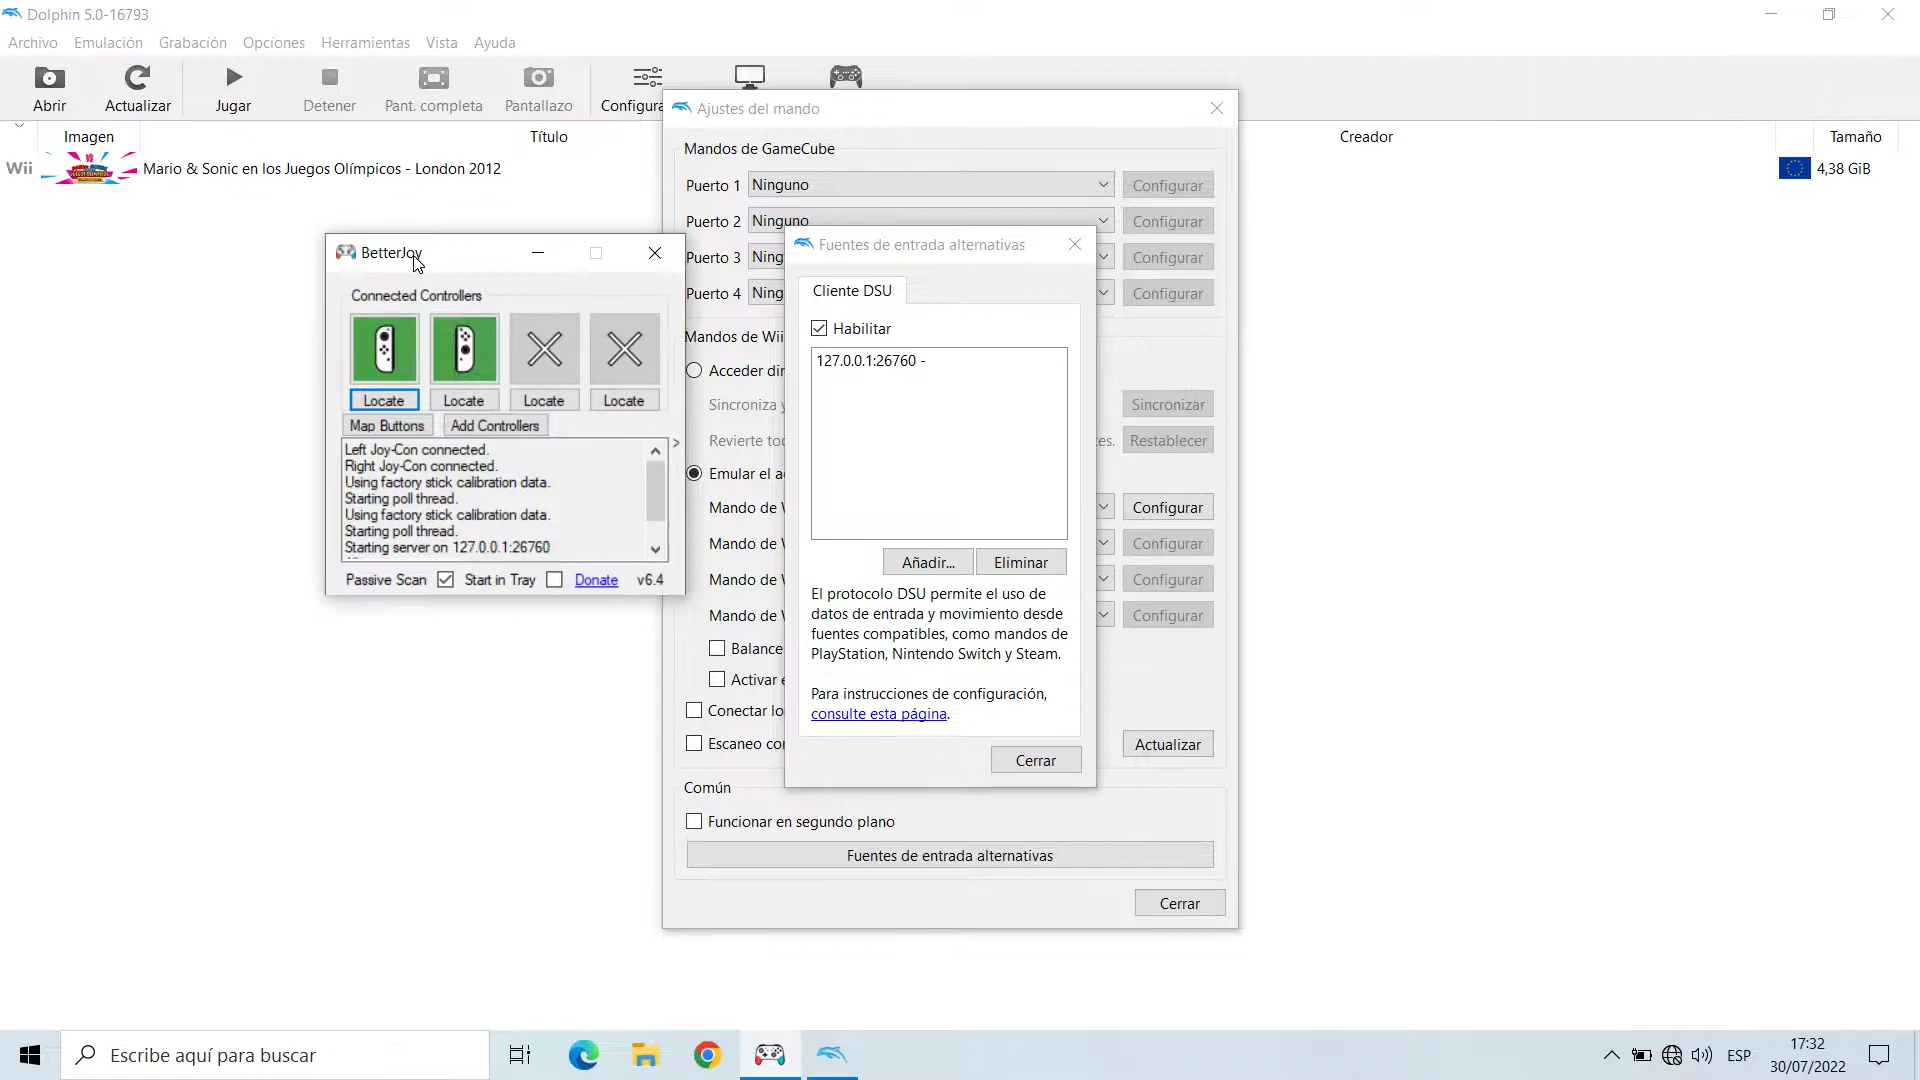 Dolphin 5.0-16793
Archivo Emulación Grabación Opciones Herramientas Vista Ayuda
Abrir Actualizar Jugar Detener Pant. completa Pantallazo Configura
Imagen Título Creador Tamaño
Wii Mario & Sonic en los Juegos Olímpicos - London 2012 4,38 GiB
Ajustes del mando
Mandos de GameCube
Puerto 1 Ninguno Configurar
Puerto 2 Ninguno Configurar
Puerto 3 Ning Configurar
Puerto 4 Ning Configurar
Mandos de Wii
Acceder dir
Sincroniza y Sincronizar
Revierte to es. Restablecer
Emular el a
Mando de Configurar
Mando de Configurar
Mando de Configurar
Mando de Configurar
Balance
Activar e
Conectar lo
Escaneo co Actualizar
Común
Funcionar en segundo plano
Fuentes de entrada alternativas
Cerrar
BetterJoy
Connected Controllers
Locate Locate Locate Locate
Map Buttons Add Controllers
>
Left Joy-Con connected.
Right Joy-Con connected.
Using factory stick calibration data.
Starting poll thread.
Using factory stick calibration data.
Starting poll thread.
Starting server on 127.0.0.1:26760
Passive Scan Start in Tray Donate v6.4
Fuentes de entrada alternativas
Cliente DSU
Habilitar
127.0.0.1:26760 -
Añadir... Eliminar
El protocolo DSU permite el uso de
datos de entrada y movimiento desde
fuentes compatibles, como mandos de
PlayStation, Nintendo Switch y Steam.
Para instrucciones de configuración,
consulte esta página.
Cerrar
Escribe aquí para buscar
ESP
17:32
30/07/2022